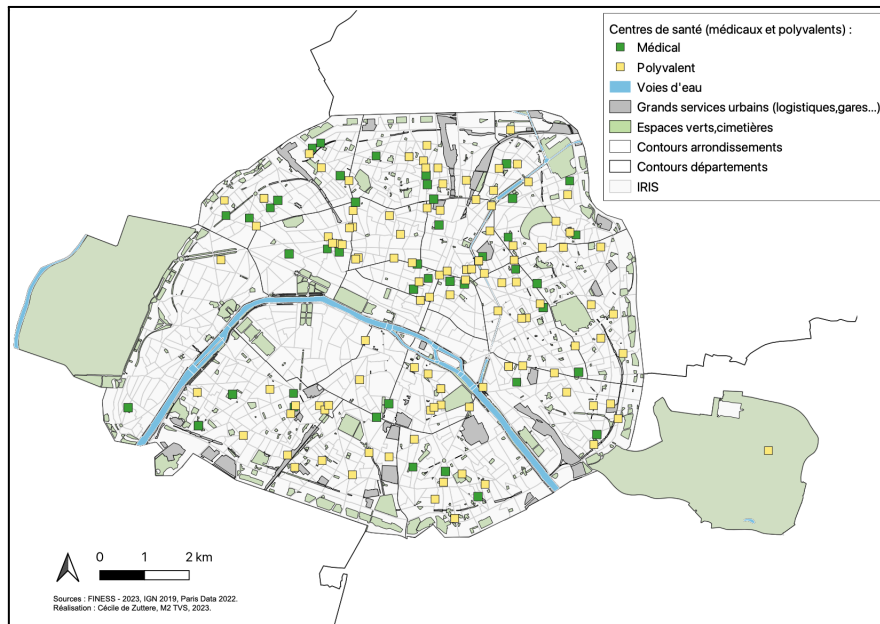 Centres de santé (médicaux et polyvalents) :
Médical
Polyvalent
Voies d'eau
Grands services urbains (logistiques,gares...)
Espaces verts,cimetières
Contours arrondissements
Contours départements
IRIS
0 1 2 km
Sources : FINESS - 2023, IGN 2019, Paris Data 2022.
Réalisation : Cécile de Zuttere, M2 TVS, 2023.